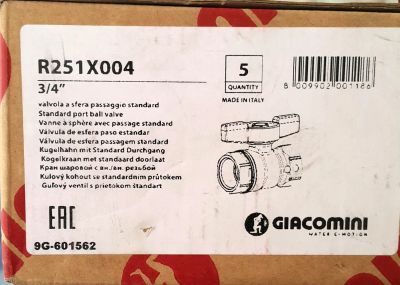 R251X004
3/4"
valvola a sfera passaggio standard
Standard port ball valve
Vanne à sphère avec passage standard
Válvula de esfera paso estandar
Válvula de esfera passagem standard
Kugelhahn mit Standard Durchgang
Kogelkraan met standaard doorlaat
Кран шаровой с вн./вн. резьбой
Kulový kohout se standardním průtokem
Guľový ventil s prietokom štandart
5
QUANTITY
MADE IN ITALY
8 009902 001186
EAC
9G-601562
GIACOMINI
WATER E-MOTION